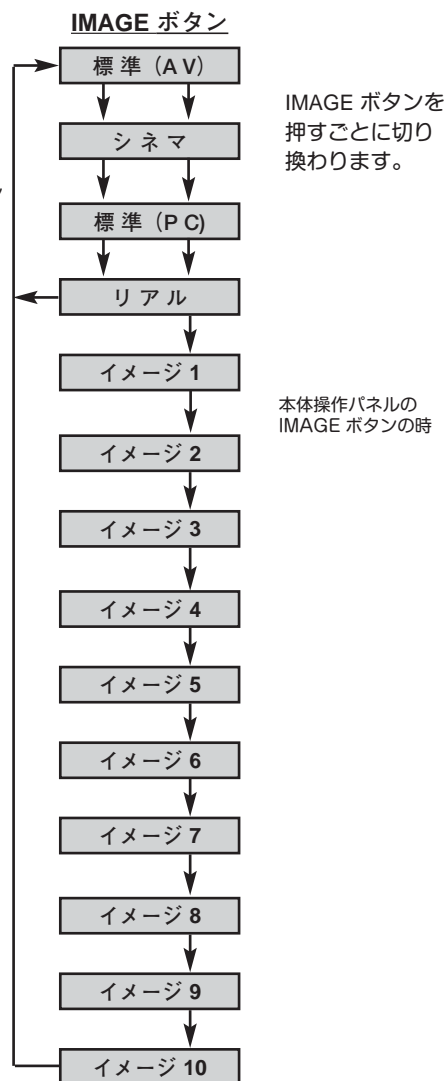 IMAGE ボタン
標 準（A V）
IMAGE ボタンを
押すごとに切り
換わります。
シ ネ マ
標 準（P C)
リ ア ル
イメージ 1
本体操作パネルの
IMAGE ボタンの時
イメージ 2
イメージ 3
イメージ 4
イメージ 5
イメージ 6
イメージ 7
イメージ 8
イメージ 9
イメージ 10